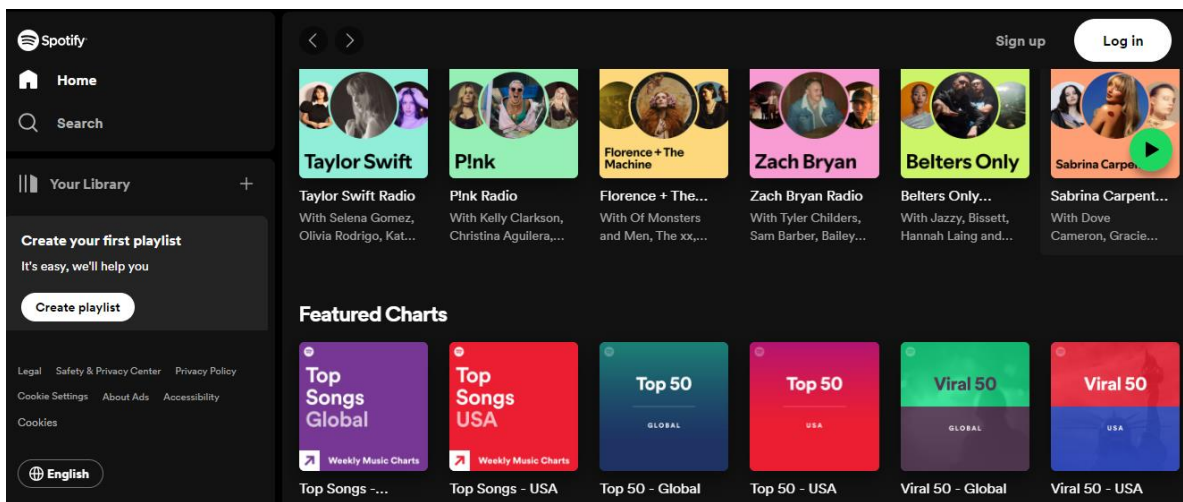 Spotify
Home
Search
Your Library
Create your first playlist
It's easy, we'll help you
Create playlist
Legal Safety & Privacy Center Privacy Policy
Cookie Settings About Ads Accessibility
Cookies
English
Sign up
Log in
Taylor Swift
Taylor Swift Radio
With Selena Gomez,
Olivia Rodrigo, Kat...
P!nk
P!nk Radio
With Kelly Clarkson,
Christina Aguilera,...
Florence + The
Machine
Florence + The...
With Of Monsters
and Men, The xx,...
Zach Bryan
Zach Bryan Radio
With Tyler Childers,
Sam Barber, Bailey...
Belters Only
Belters Only...
With Jazzy, Bissett,
Hannah Laing and...
Sabrina Carpe
Sabrina Carpent...
With Dove
Cameron, Gracie...
Featured Charts
Top
Songs
Global
Weekly Music Charts
Top Songs -...
Top
Songs
USA
Weekly Music Charts
Top Songs - USA
Top 50
GLOBAL
Top 50 - Global
Top 50
USA
Top 50 - USA
Viral 50
GLOBAL
Viral 50 - Global
Viral 50
USA
Viral 50 - USA